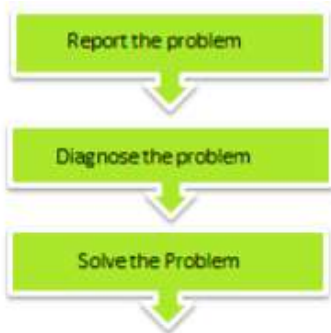 Report the problem
Diagnose the problem
Solve the Problem